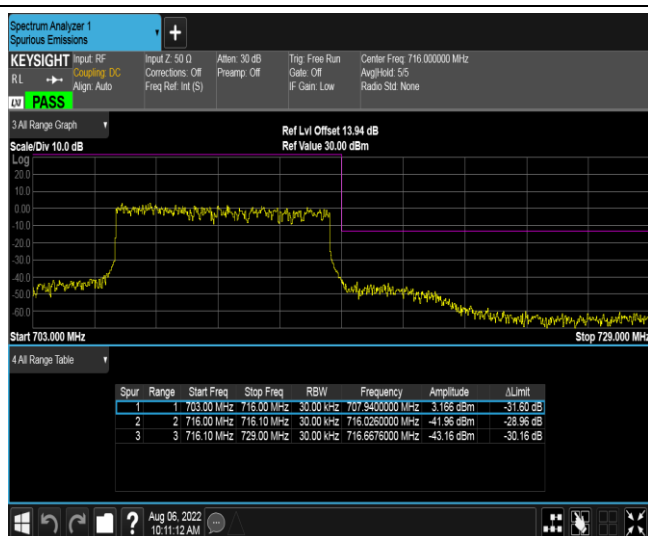 Spectrum Analyzer 1
Spurious Emissions
+
KEYSIGHT Input: RF Input Z: 50 Ω Atten: 30 dB Trig: Free Run Center Freq: 716.000000 MHz
RL Coupling: DC Corrections: Off Preamp: Off Gate: Off Avg|Hold: 5/5
Align: Auto Freq Ref: Int (S) IF Gain: Low Radio Std: None
LXI PASS
3 All Range Graph
Ref Lvl Offset 13.94 dB
Scale/Div 10.0 dB Ref Value 30.00 dBm
Log
20.0
10.0
0.00
-10.0
-20.0
-30.0
-40.0
-50.0
-60.0
Start 703.000 MHz Stop 729.000 MHz
4 All Range Table
Spur Range Start Freq Stop Freq RBW Frequency Amplitude ΔLimit
1 1 703.00 MHz 716.00 MHz 30.00 kHz 707.9400000 MHz 3.166 dBm -31.60 dB
2 2 716.00 MHz 716.10 MHz 30.00 kHz 716.0260000 MHz -41.96 dBm -28.96 dB
3 3 716.10 MHz 729.00 MHz 30.00 kHz 716.6676000 MHz -43.16 dBm -30.16 dB
? Aug 06, 2022
10:11:12 AM